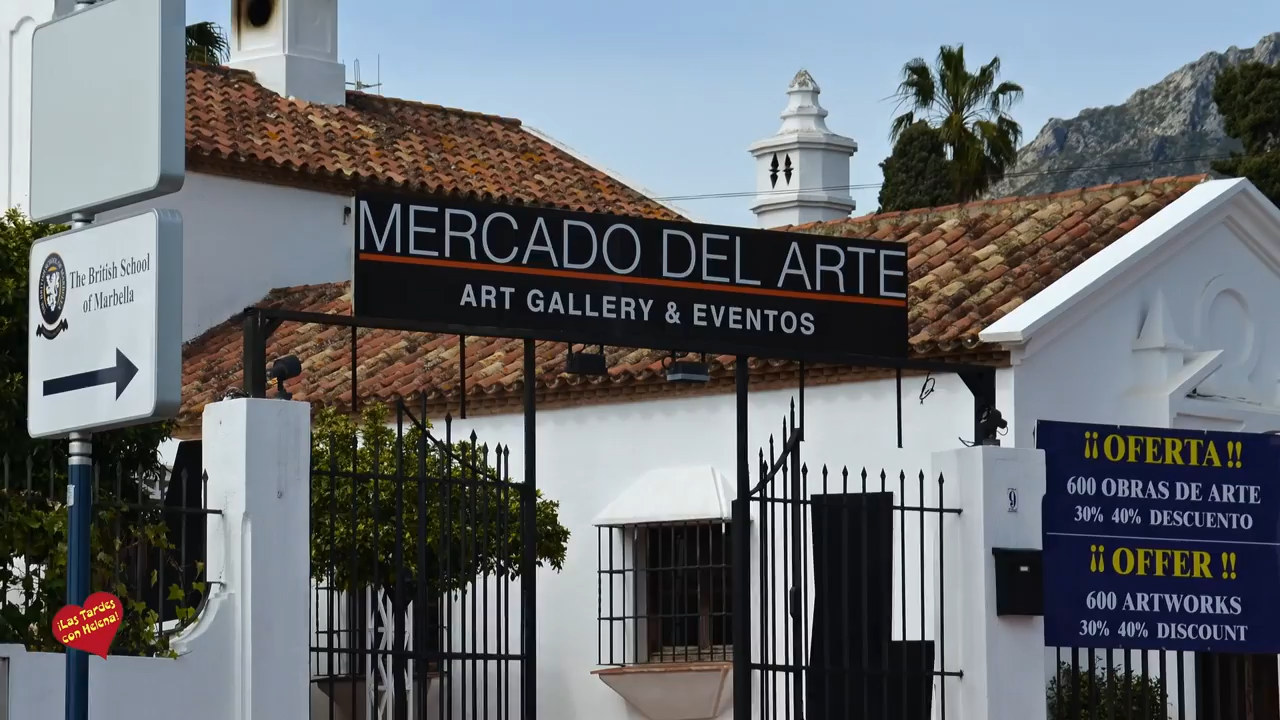 MERCADO DEL ARTE
ART GALLERY & EVENTOS
The British School
of Marbella
¡¡ OFERTA !!
600 OBRAS DE ARTE
30% 40% DESCUENTO
¡¡ OFFER !!
600 ARTWORKS
30% 40% DISCOUNT
9
¡Las Tardes
con Helena!